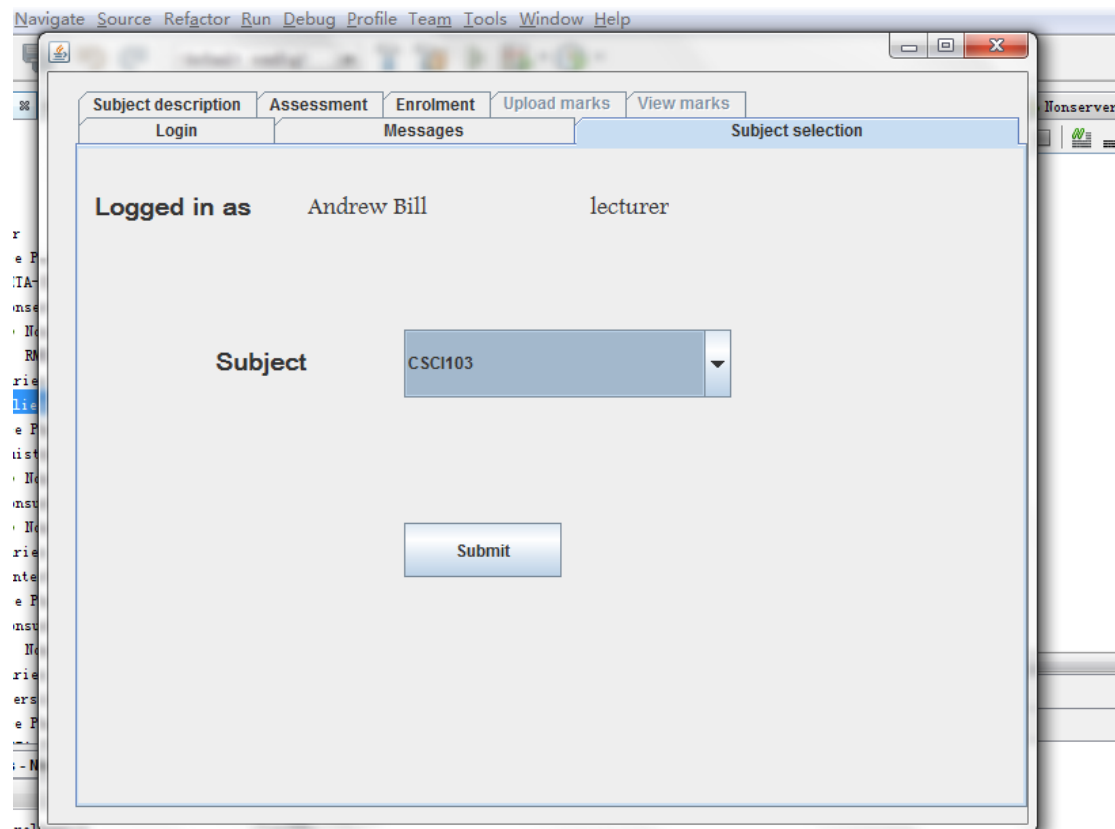 Navigate Source Refactor Run Debug Profile Team Tools Window Help
Subject description Assessment Enrolment Upload marks View marks
Login Messages Subject selection
Nonserver
Logged in as Andrew Bill lecturer
Subject CSCI103
Submit